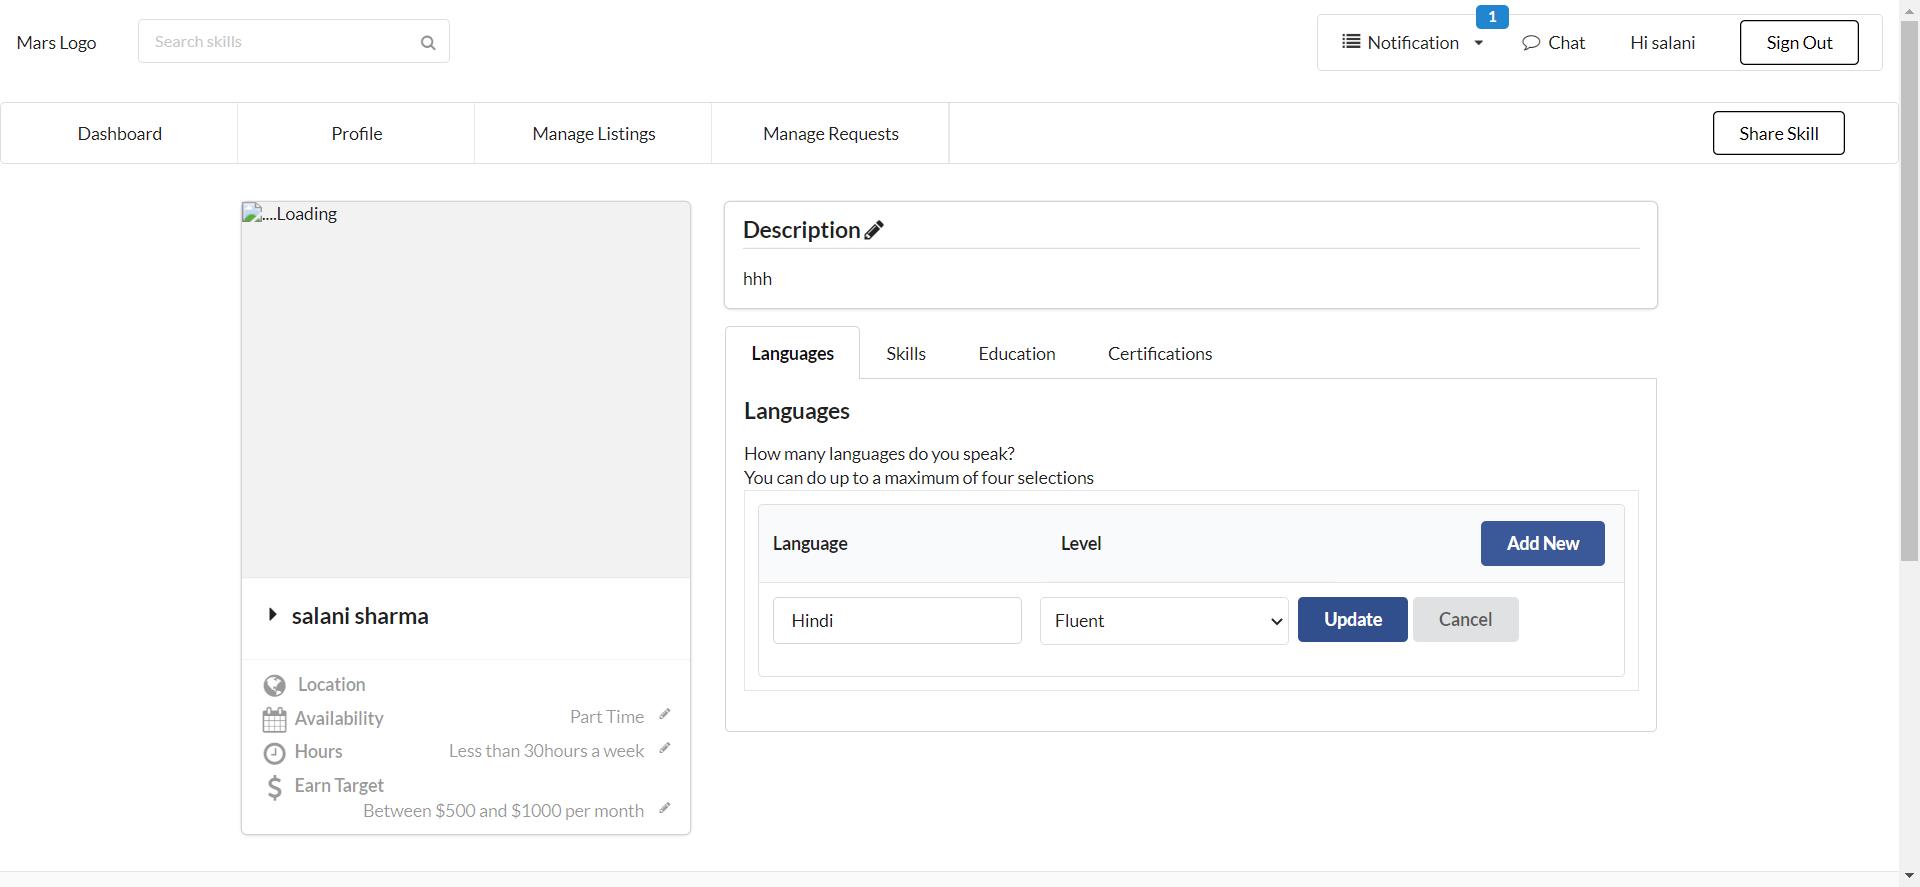 Mars Logo
Search skills
Notification
1
Chat
Hi salani
Sign Out
Dashboard
Profile
Manage Listings
Manage Requests
Share Skill
....Loading
salani sharma
Location
Availability
Part Time
Hours
Less than 30hours a week
Earn Target
Between $500 and $1000 per month
Description
hhh
Languages
Skills
Education
Certifications
Languages
How many languages do you speak?
You can do up to a maximum of four selections
Language
Level
Add New
Hindi
Fluent
Update
Cancel